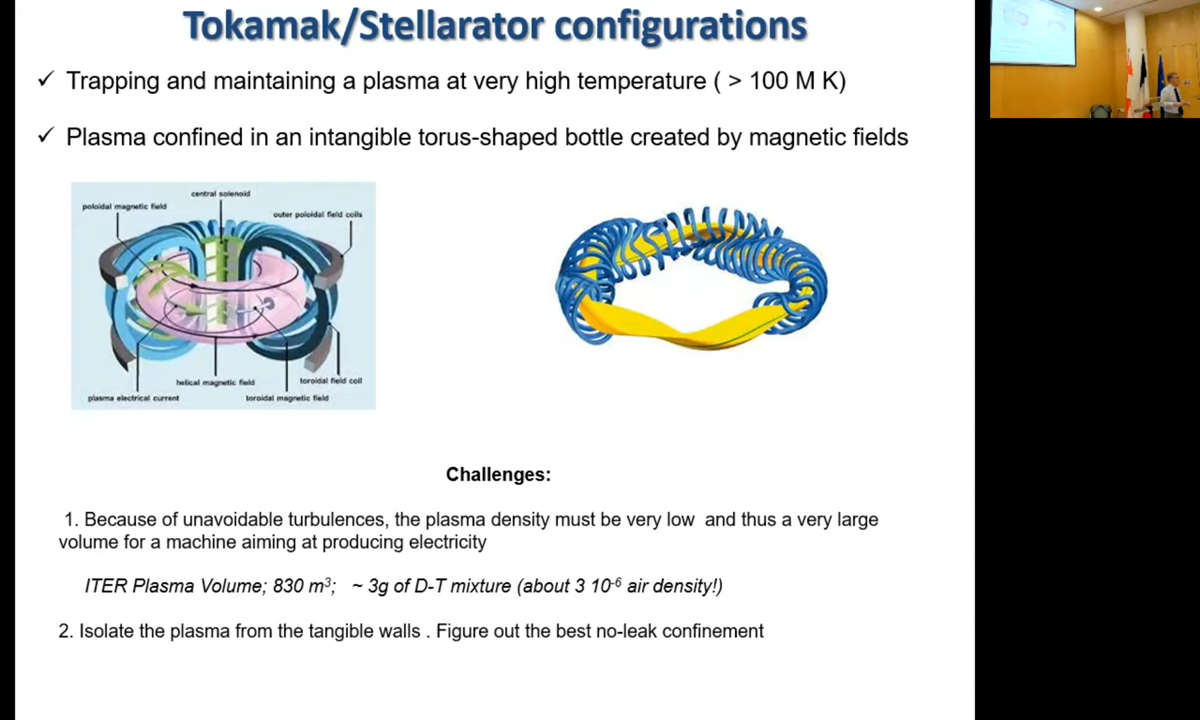 Tokamak/Stellarator configurations
✓ Trapping and maintaining a plasma at very high temperature ( > 100 M K)
✓ Plasma confined in an intangible torus-shaped bottle created by magnetic fields
central solenoid
poloidal magnetic field
outer poloidal field coils
helical magnetic field
toroidal field coil
plasma electrical current
toroidal magnetic field
Challenges:
1. Because of unavoidable turbulences, the plasma density must be very low and thus a very large
volume for a machine aiming at producing electricity
ITER Plasma Volume; 830 m³; ~ 3g of D-T mixture (about 3 10⁻⁶ air density!)
2. Isolate the plasma from the tangible walls . Figure out the best no-leak confinement